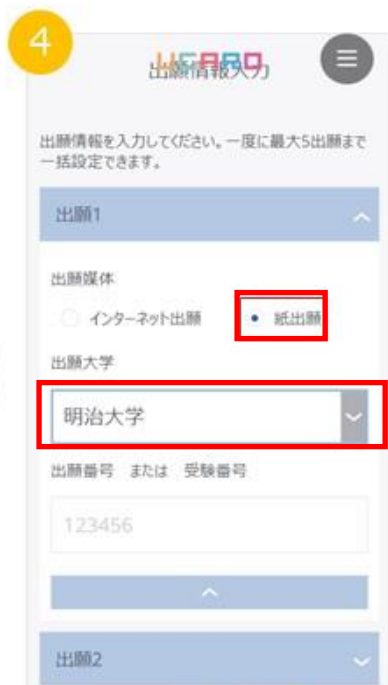 4
UCARO
出願情報入力
出願情報を入力してください。一度に最大5出願まで
一括設定できます。
出願1
出願媒体
インターネット出願 紙出願
出願大学
明治大学
出願番号 または 受験番号
123456
出願2